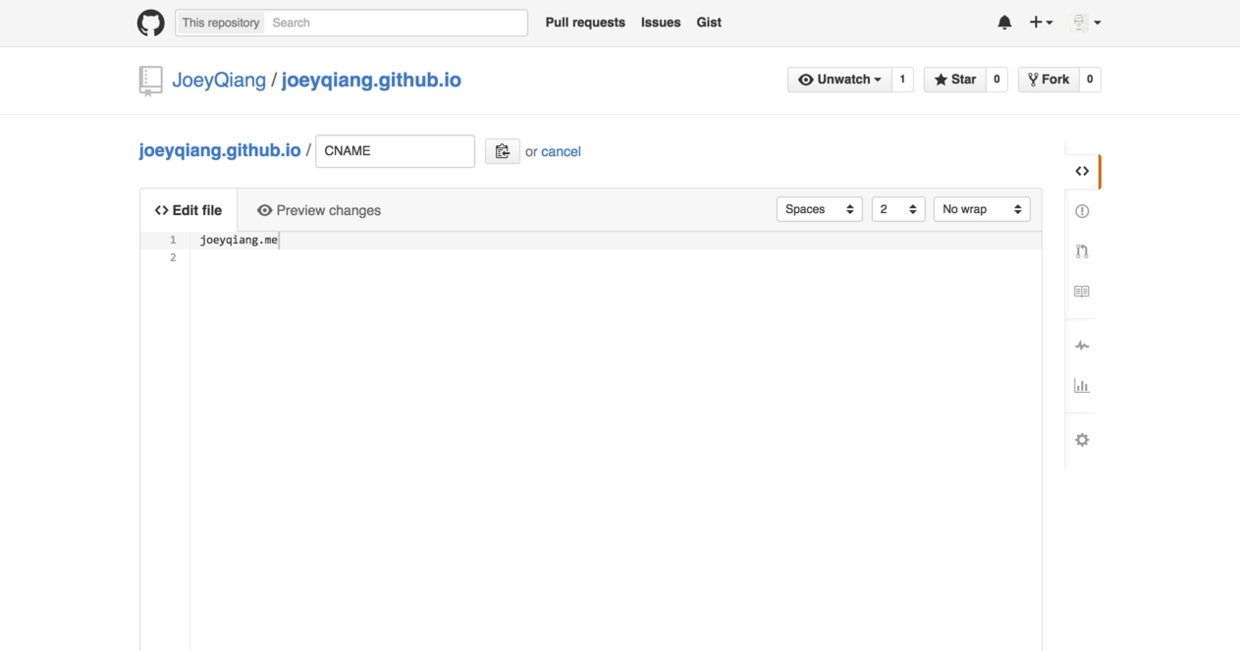 This repository Search Pull requests Issues Gist
JoeyQiang / joeyqiang.github.io Unwatch 1 Star 0 Fork 0
joeyqiang.github.io / CNAME or cancel
Edit file Preview changes Spaces 2 No wrap
1 joeyqiang.me
2